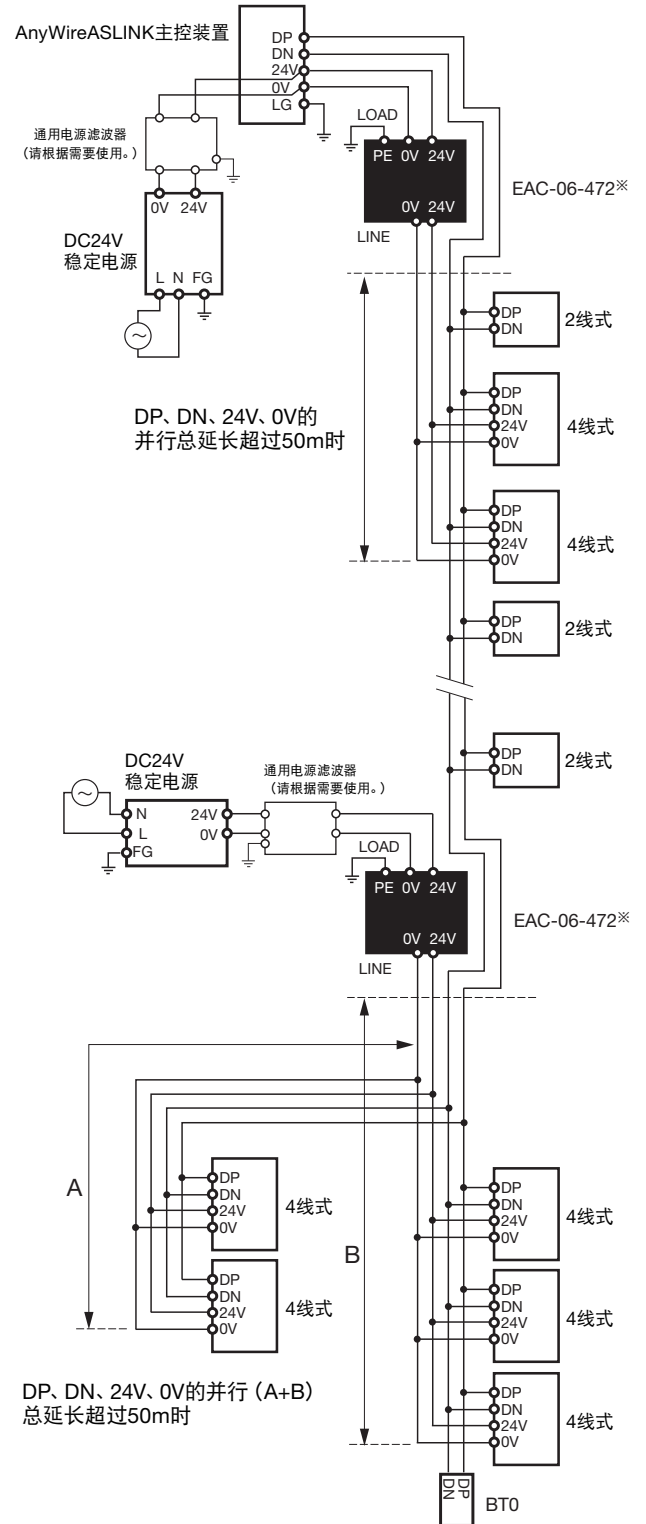 AnyWireASLINK主控装置
DP
DN
24V
0V
LG
通用电源滤波器
（请根据需要使用。）
0V 24V
DC24V
稳定电源
L N FG
LOAD
PE 0V 24V
0V 24V
LINE
EAC-06-472※
DP
DN
2线式
DP
DN
24V
0V
4线式
DP、DN、24V、0V的
并行总延长超过50m时
DP
DN
24V
0V
4线式
DP
DN
2线式
DP
DN
2线式
DC24V
稳定电源
N
L
FG
24V
0V
通用电源滤波器
（请根据需要使用。）
LOAD
PE 0V 24V
0V 24V
LINE
EAC-06-472※
A
B
DP
DN
24V
0V
4线式
DP
DN
24V
0V
4线式
DP
DN
24V
0V
4线式
DP
DN
24V
0V
4线式
DP
DN
24V
0V
4线式
DP、DN、24V、0V的并行（A+B）
总延长超过50m时
DN
DP
BT0